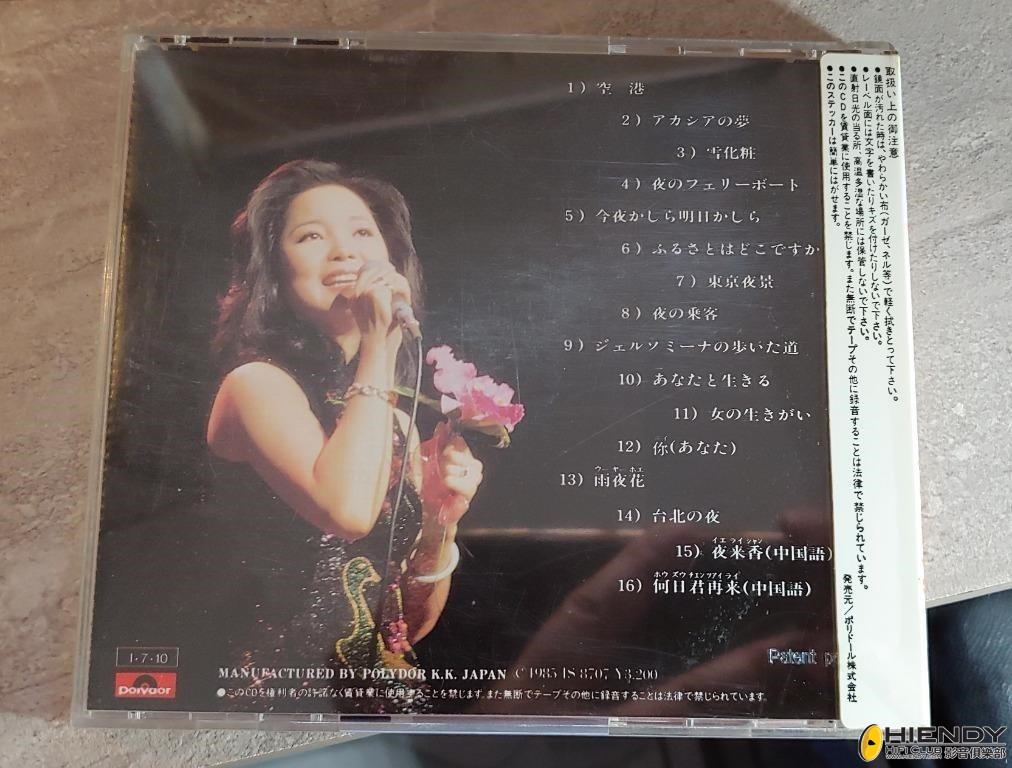 1) 空 港
2) アカシアの夢
3) 雪化粧
4) 夜のフェリーボート
5) 今夜かしら明日かしら
6) ふるさとはどこですか
7) 東京夜景
8) 夜の乗客
9) ジェルソミーナの歩いた道
10) あなたと生きる
11) 女の生きがい
12) 你(あなた)
ウー ヤー ホエ
13) 雨夜花
14) 台北の夜
イエ ライ シャン
15) 夜来香(中国語)
ホウ ズウ チエン ツアイ ライ
16) 何日君再来(中国語)
1·7·10
Polydor
MANUFACTURED BY POLYDOR K.K. JAPAN C 1985 IS 8707 ¥3,200
●このCDを権利者の許諾なく賃貸業に使用することを禁じます。また無断でテープその他に録音することは法律で禁じられています。
Patent
取扱い上の御注意
●鏡面が汚れた時は、やわらかい布(ガーゼ、ネル等)で軽く拭きとって下さい。
●レーベル面には文字を書いたりキズを付けたりしないで下さい。
●直射日光の当る所、高温多湿な場所には保管しないで下さい。
●このCDを賃貸業に使用することを禁じます。また無断でテープその他に録音することは法律で禁じられています。
●このステッカーは簡単にはがせます。
発売元/ポリドール株式会社
HIENDY
HIFI CLUB 影音俱樂部